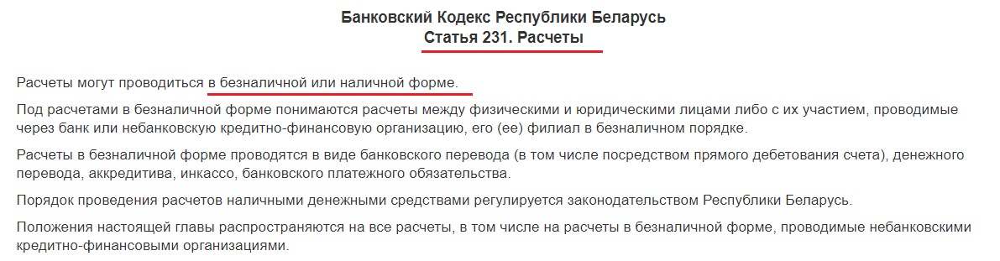 Банковский Кодекс Республики Беларусь
Статья 231. Расчеты
Расчеты могут проводиться в безналичной или наличной форме.
Под расчетами в безналичной форме понимаются расчеты между физическими и юридическими лицами либо с их участием, проводимые
через банк или небанковскую кредитно-финансовую организацию, его (ее) филиал в безналичном порядке.
Расчеты в безналичной форме проводятся в виде банковского перевода (в том числе посредством прямого дебетования счета), денежного
перевода, аккредитива, инкассо, банковского платежного обязательства.
Порядок проведения расчетов наличными денежными средствами регулируется законодательством Республики Беларусь.
Положения настоящей главы распространяются на все расчеты, в том числе на расчеты в безналичной форме, проводимые небанковскими
кредитно-финансовыми организациями.